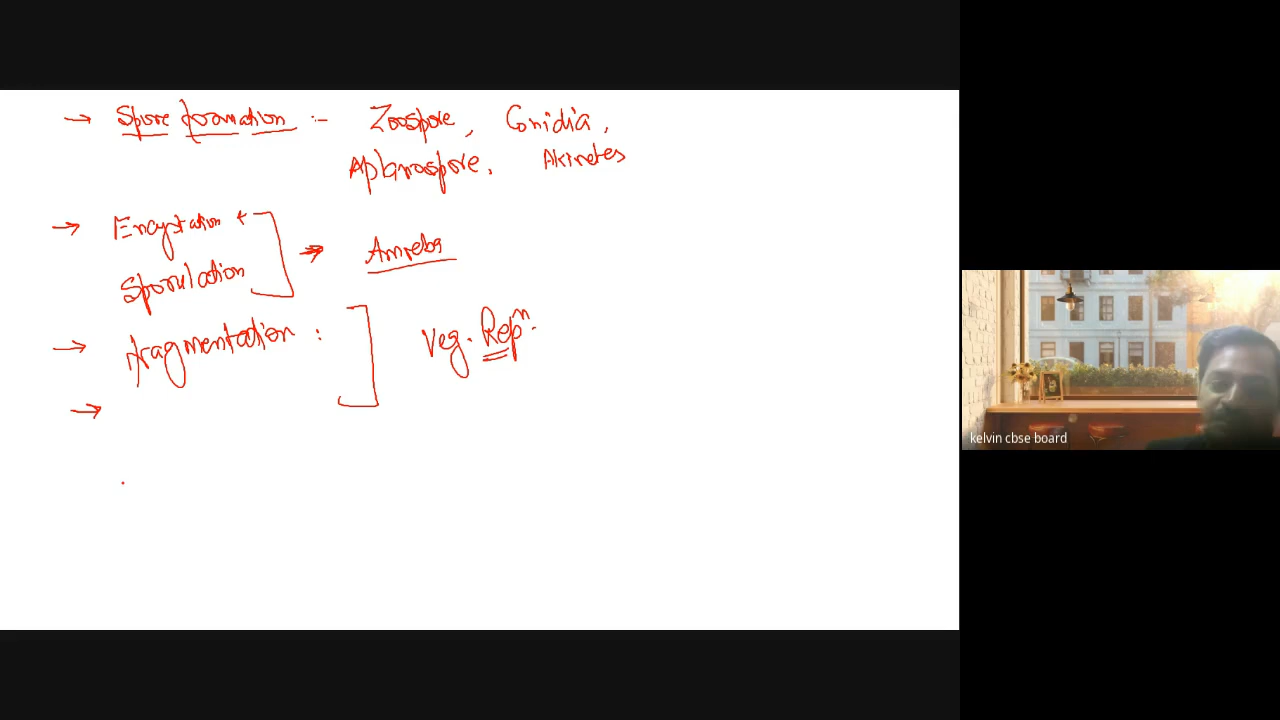 → Spore formation :- Zoospore, Conidia,
Aplanospore, Akinetes
→ Encystation +
Sporulation → Amoeba
→ fragmentation : Veg. Repⁿ.
→
kelvin cbse board